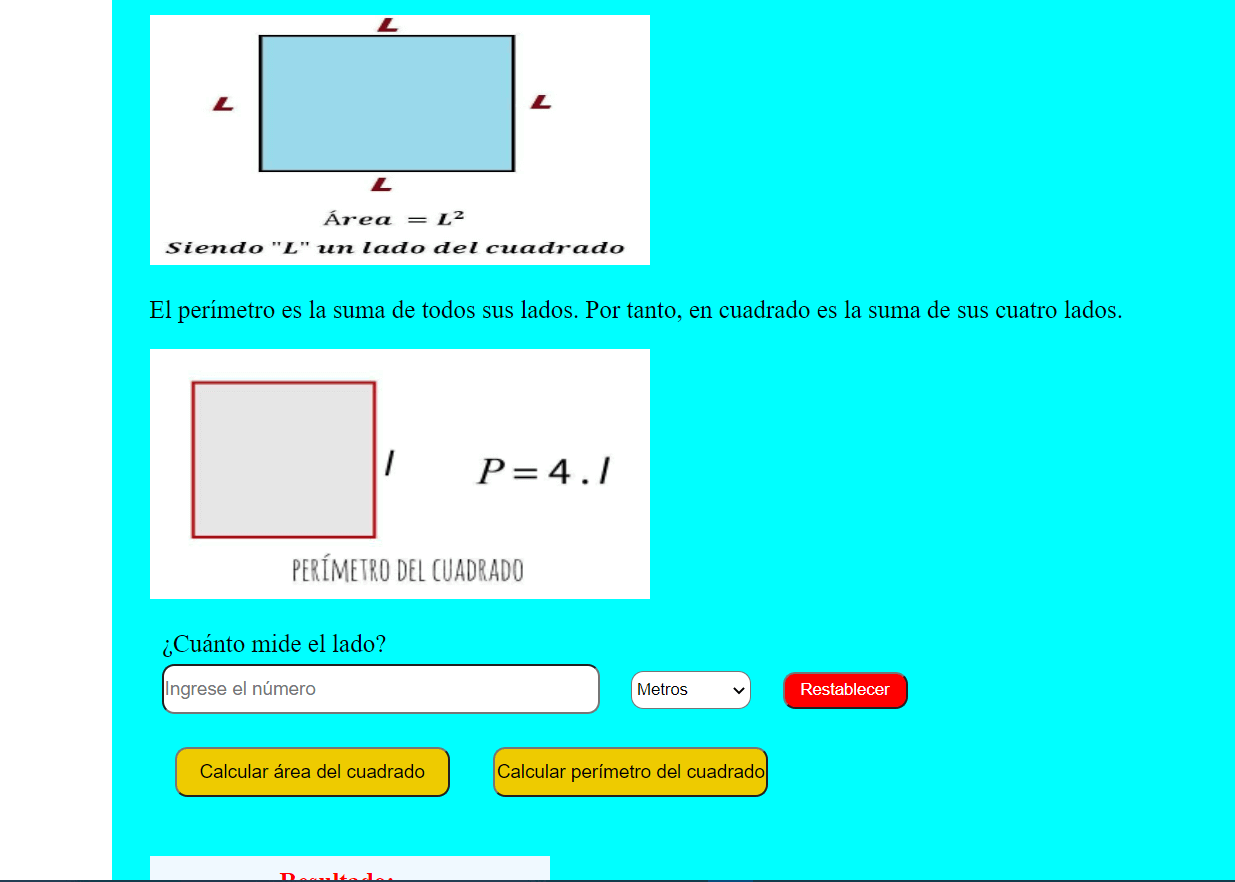 L
L L
L
Área = L²
Siendo "L" un lado del cuadrado
El perímetro es la suma de todos sus lados. Por tanto, en cuadrado es la suma de sus cuatro lados.
l P = 4 . l
PERÍMETRO DEL CUADRADO
¿Cuánto mide el lado?
Ingrese el número Metros Restablecer
Calcular área del cuadrado Calcular perímetro del cuadrado
Resultado: